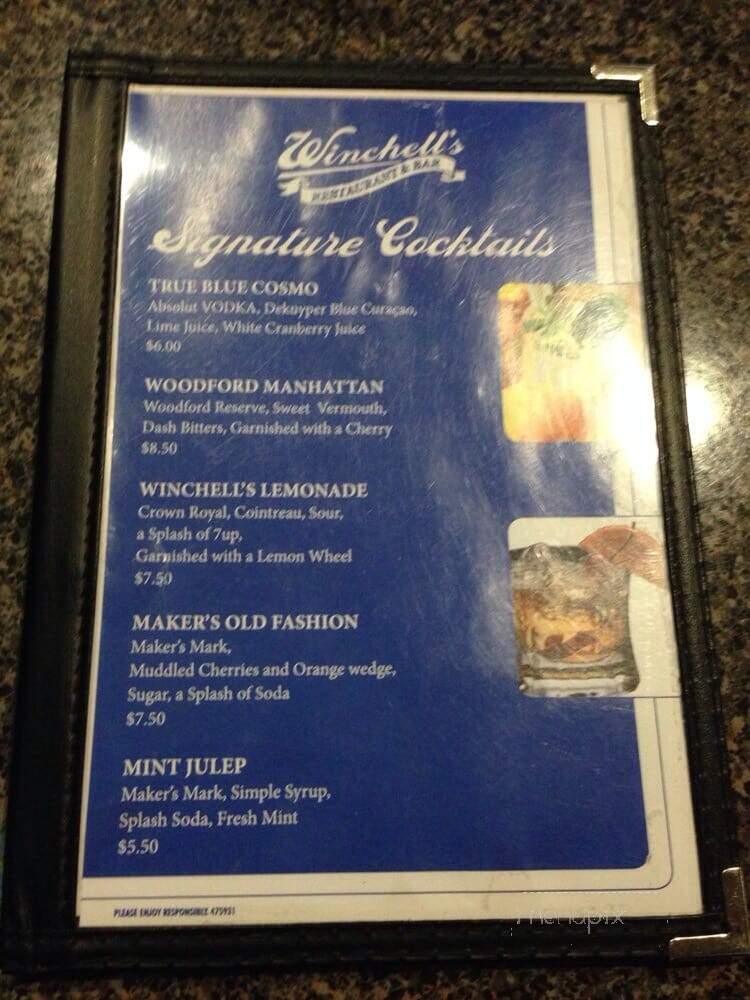 Winchell's
RESTAURANT & BAR
Signature Cocktails
TRUE BLUE COSMO
Absolut VODKA, Dekuyper Blue Curaçao,
Lime Juice, White Cranberry Juice
$6.00
WOODFORD MANHATTAN
Woodford Reserve, Sweet Vermouth,
Dash Bitters, Garnished with a Cherry
$8.50
WINCHELL'S LEMONADE
Crown Royal, Cointreau, Sour,
a Splash of 7up,
Garnished with a Lemon Wheel
$7.50
MAKER'S OLD FASHION
Maker's Mark,
Muddled Cherries and Orange wedge,
Sugar, a Splash of Soda
$7.50
MINT JULEP
Maker's Mark, Simple Syrup,
Splash Soda, Fresh Mint
$5.50
PLEASE ENJOY RESPONSIBLY. 475931
menupix